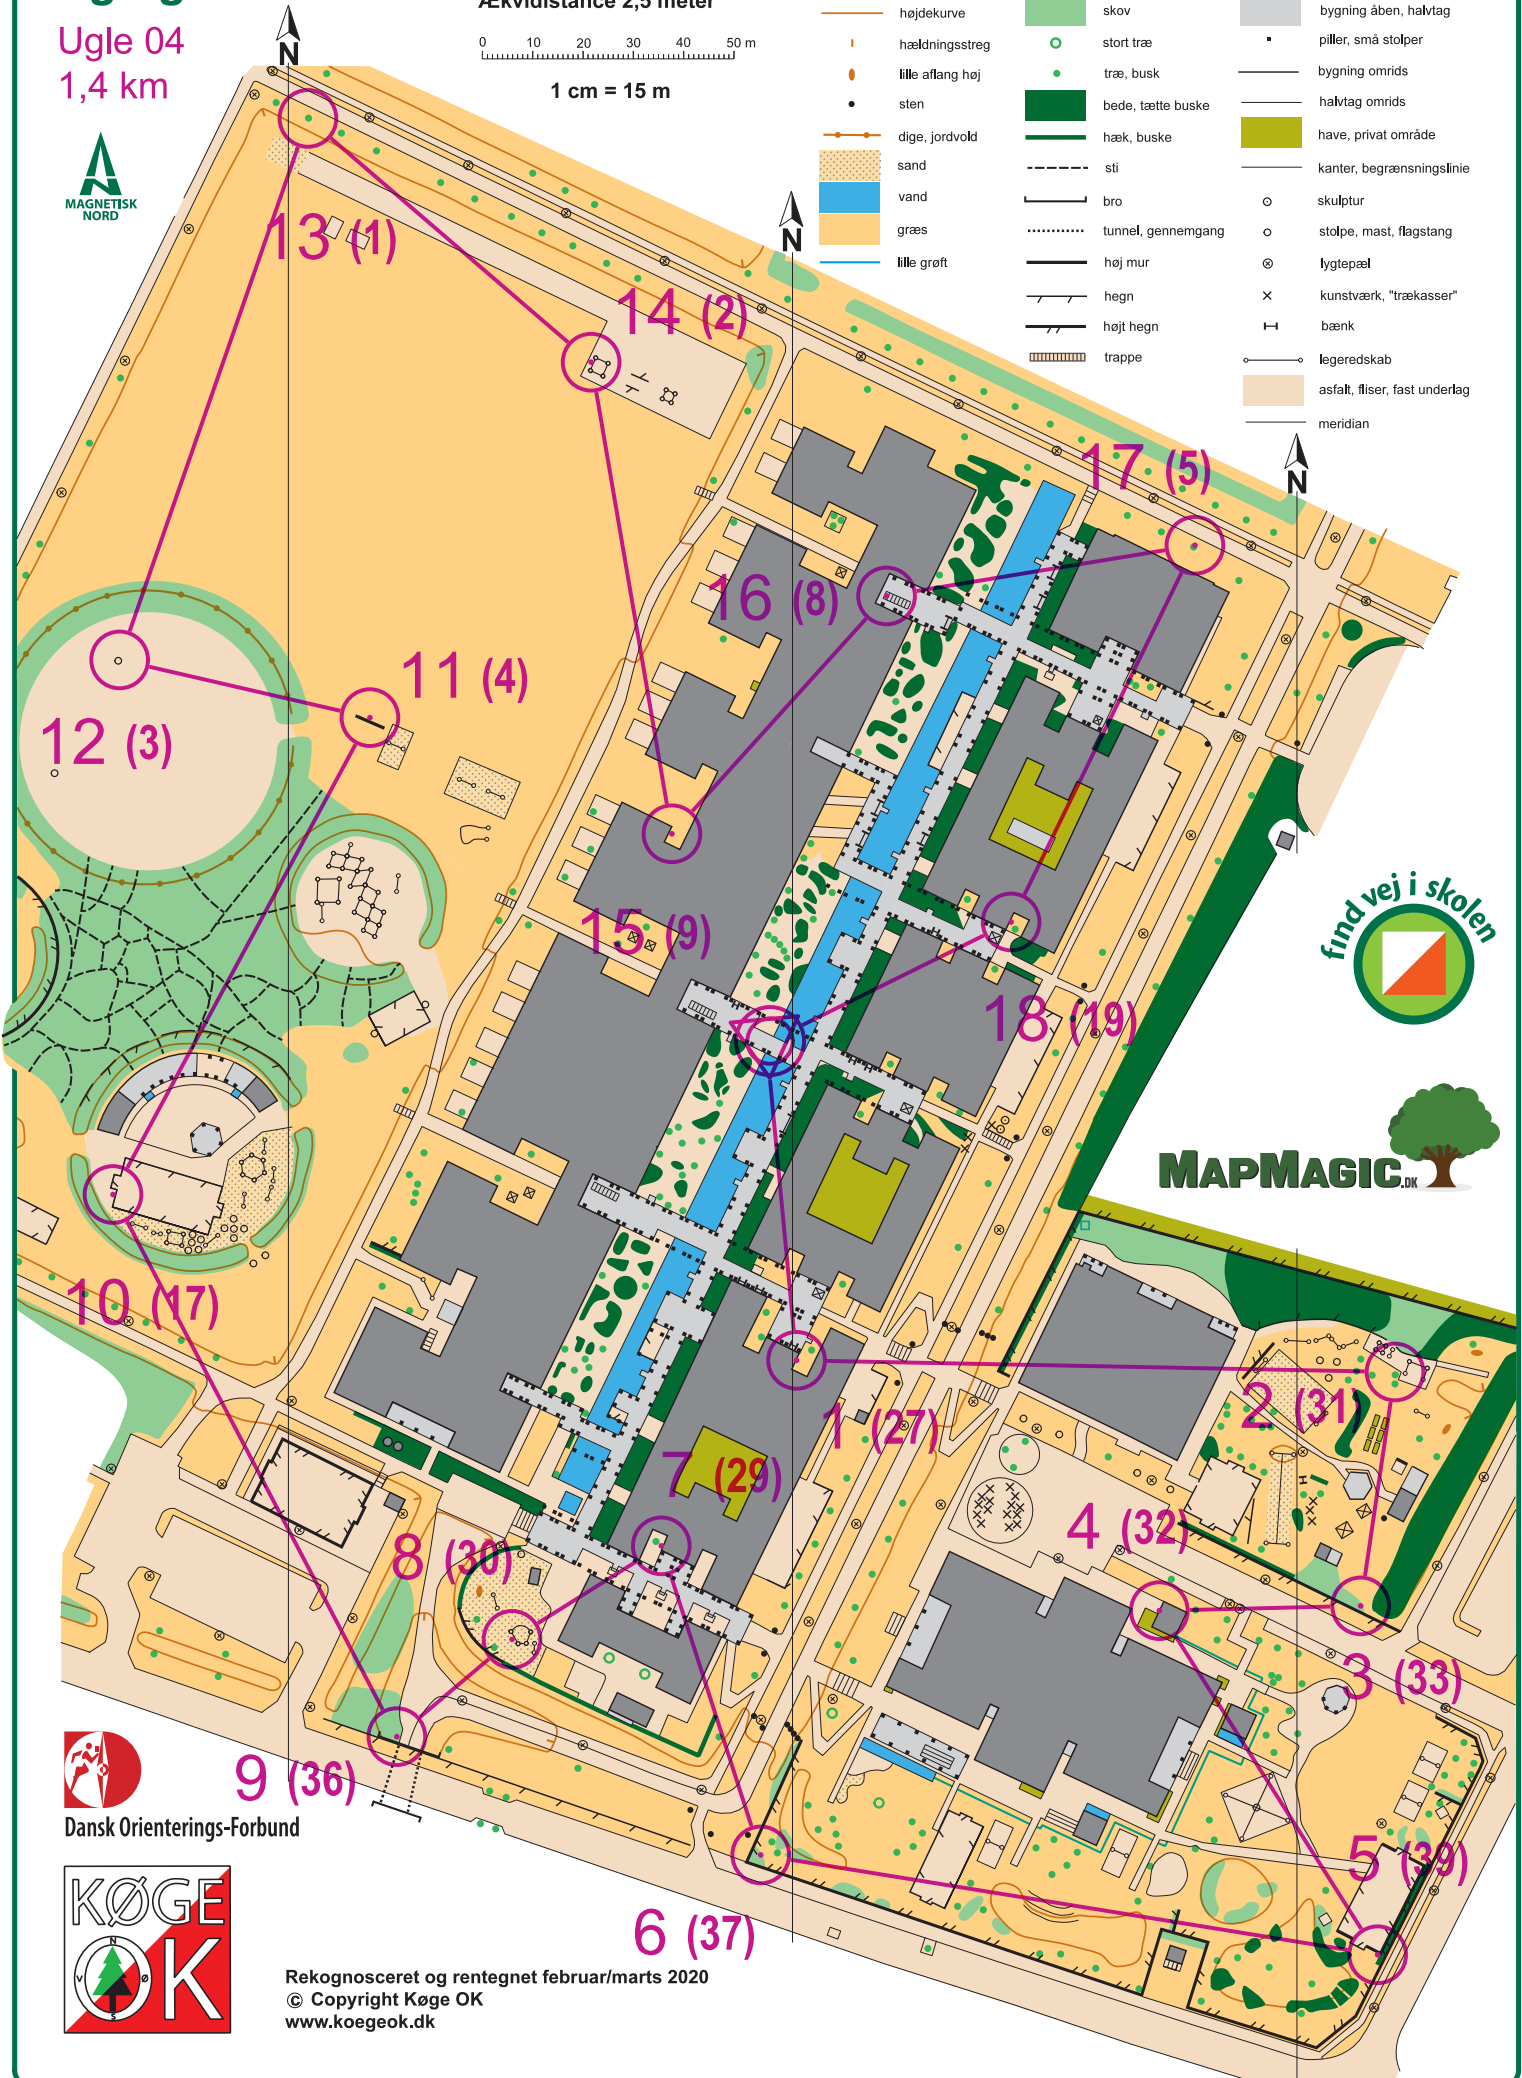 Ugle 04
1,4 km
Ækvidistance 2,5 meter
0 10 20 30 40 50 m
1 cm = 15 m
MAGNETISK
NORD
N
N
N
højdekurve
hældningsstreg
lille aflang høj
sten
dige, jordvold
sand
vand
græs
lille grøft
skov
stort træ
træ, busk
bede, tætte buske
hæk, buske
sti
bro
tunnel, gennemgang
høj mur
hegn
højt hegn
trappe
bygning åben, halvtag
piller, små stolper
bygning omrids
halvtag omrids
have, privat område
kanter, begrænsningslinie
skulptur
stolpe, mast, flagstang
lygtepæl
kunstværk, "trækasser"
bænk
legeredskab
asfalt, fliser, fast underlag
meridian
13 (1)
14 (2)
17 (5)
16 (8)
11 (4)
12 (3)
15 (9)
18 (19)
10 (17)
1 (27)
2 (31)
7 (29)
4 (32)
8 (30)
3 (33)
9 (36)
5 (39)
6 (37)
find vej i skolen
MAPMAGIC.DK
Dansk Orienterings-Forbund
KØGE
OK
N
V Ø
S
Rekognosceret og rentegnet februar/marts 2020
© Copyright Køge OK
www.koegeok.dk